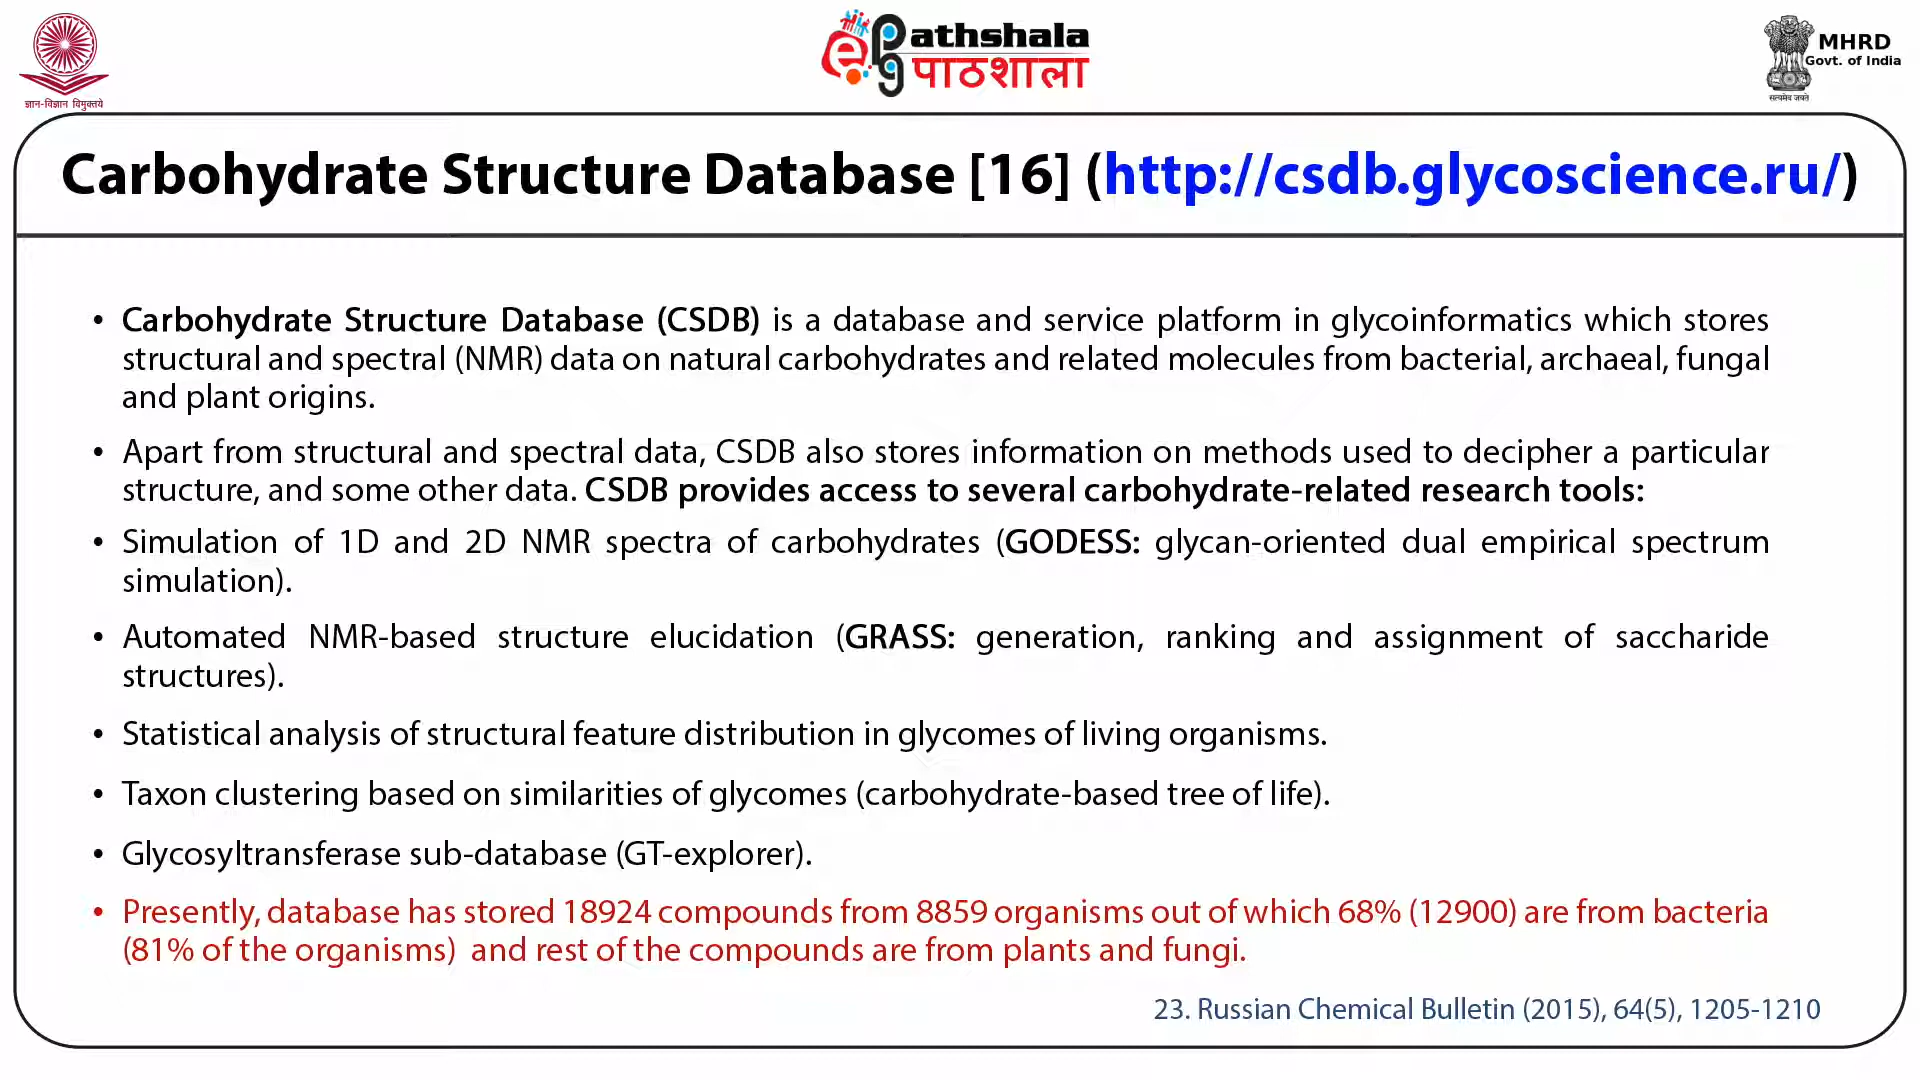 ज्ञान-विज्ञान विमुक्तये
ePathshala
पाठशाला
MHRD
Govt. of India
सत्यमेव जयते
Carbohydrate Structure Database [16] (http://csdb.glycoscience.ru/)
• Carbohydrate Structure Database (CSDB) is a database and service platform in glycoinformatics which stores
structural and spectral (NMR) data on natural carbohydrates and related molecules from bacterial, archaeal, fungal
and plant origins.
• Apart from structural and spectral data, CSDB also stores information on methods used to decipher a particular
structure, and some other data. CSDB provides access to several carbohydrate-related research tools:
• Simulation of 1D and 2D NMR spectra of carbohydrates (GODESS: glycan-oriented dual empirical spectrum
simulation).
• Automated NMR-based structure elucidation (GRASS: generation, ranking and assignment of saccharide
structures).
• Statistical analysis of structural feature distribution in glycomes of living organisms.
• Taxon clustering based on similarities of glycomes (carbohydrate-based tree of life).
• Glycosyltransferase sub-database (GT-explorer).
• Presently, database has stored 18924 compounds from 8859 organisms out of which 68% (12900) are from bacteria
(81% of the organisms) and rest of the compounds are from plants and fungi.
23. Russian Chemical Bulletin (2015), 64(5), 1205-1210